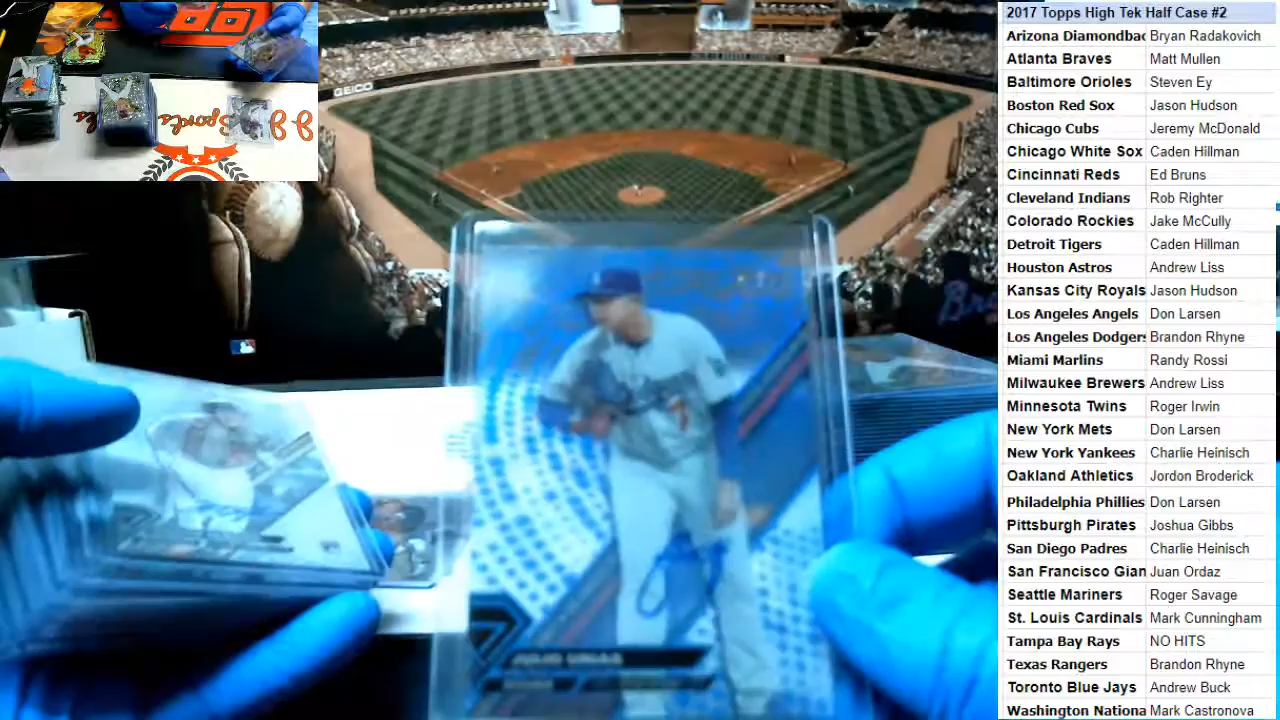 2017 Topps High Tek Half Case #2
Arizona Diamondbac Bryan Radakovich
Atlanta Braves Matt Mullen
Baltimore Orioles Steven Ey
Boston Red Sox Jason Hudson
Chicago Cubs Jeremy McDonald
Chicago White Sox Caden Hillman
Cincinnati Reds Ed Bruns
Cleveland Indians Rob Righter
Colorado Rockies Jake McCully
Detroit Tigers Caden Hillman
Houston Astros Andrew Liss
Kansas City Royals Jason Hudson
Los Angeles Angels Don Larsen
Los Angeles Dodgers Brandon Rhyne
Miami Marlins Randy Rossi
Milwaukee Brewers Andrew Liss
Minnesota Twins Roger Irwin
New York Mets Don Larsen
New York Yankees Charlie Heinisch
Oakland Athletics Jordon Broderick
Philadelphia Phillies Don Larsen
Pittsburgh Pirates Joshua Gibbs
San Diego Padres Charlie Heinisch
San Francisco Gian Juan Ordaz
Seattle Mariners Roger Savage
St. Louis Cardinals Mark Cunningham
Tampa Bay Rays NO HITS
Texas Rangers Brandon Rhyne
Toronto Blue Jays Andrew Buck
Washington Nationa Mark Castronova
GEICO
Sports
JULIO URIAS